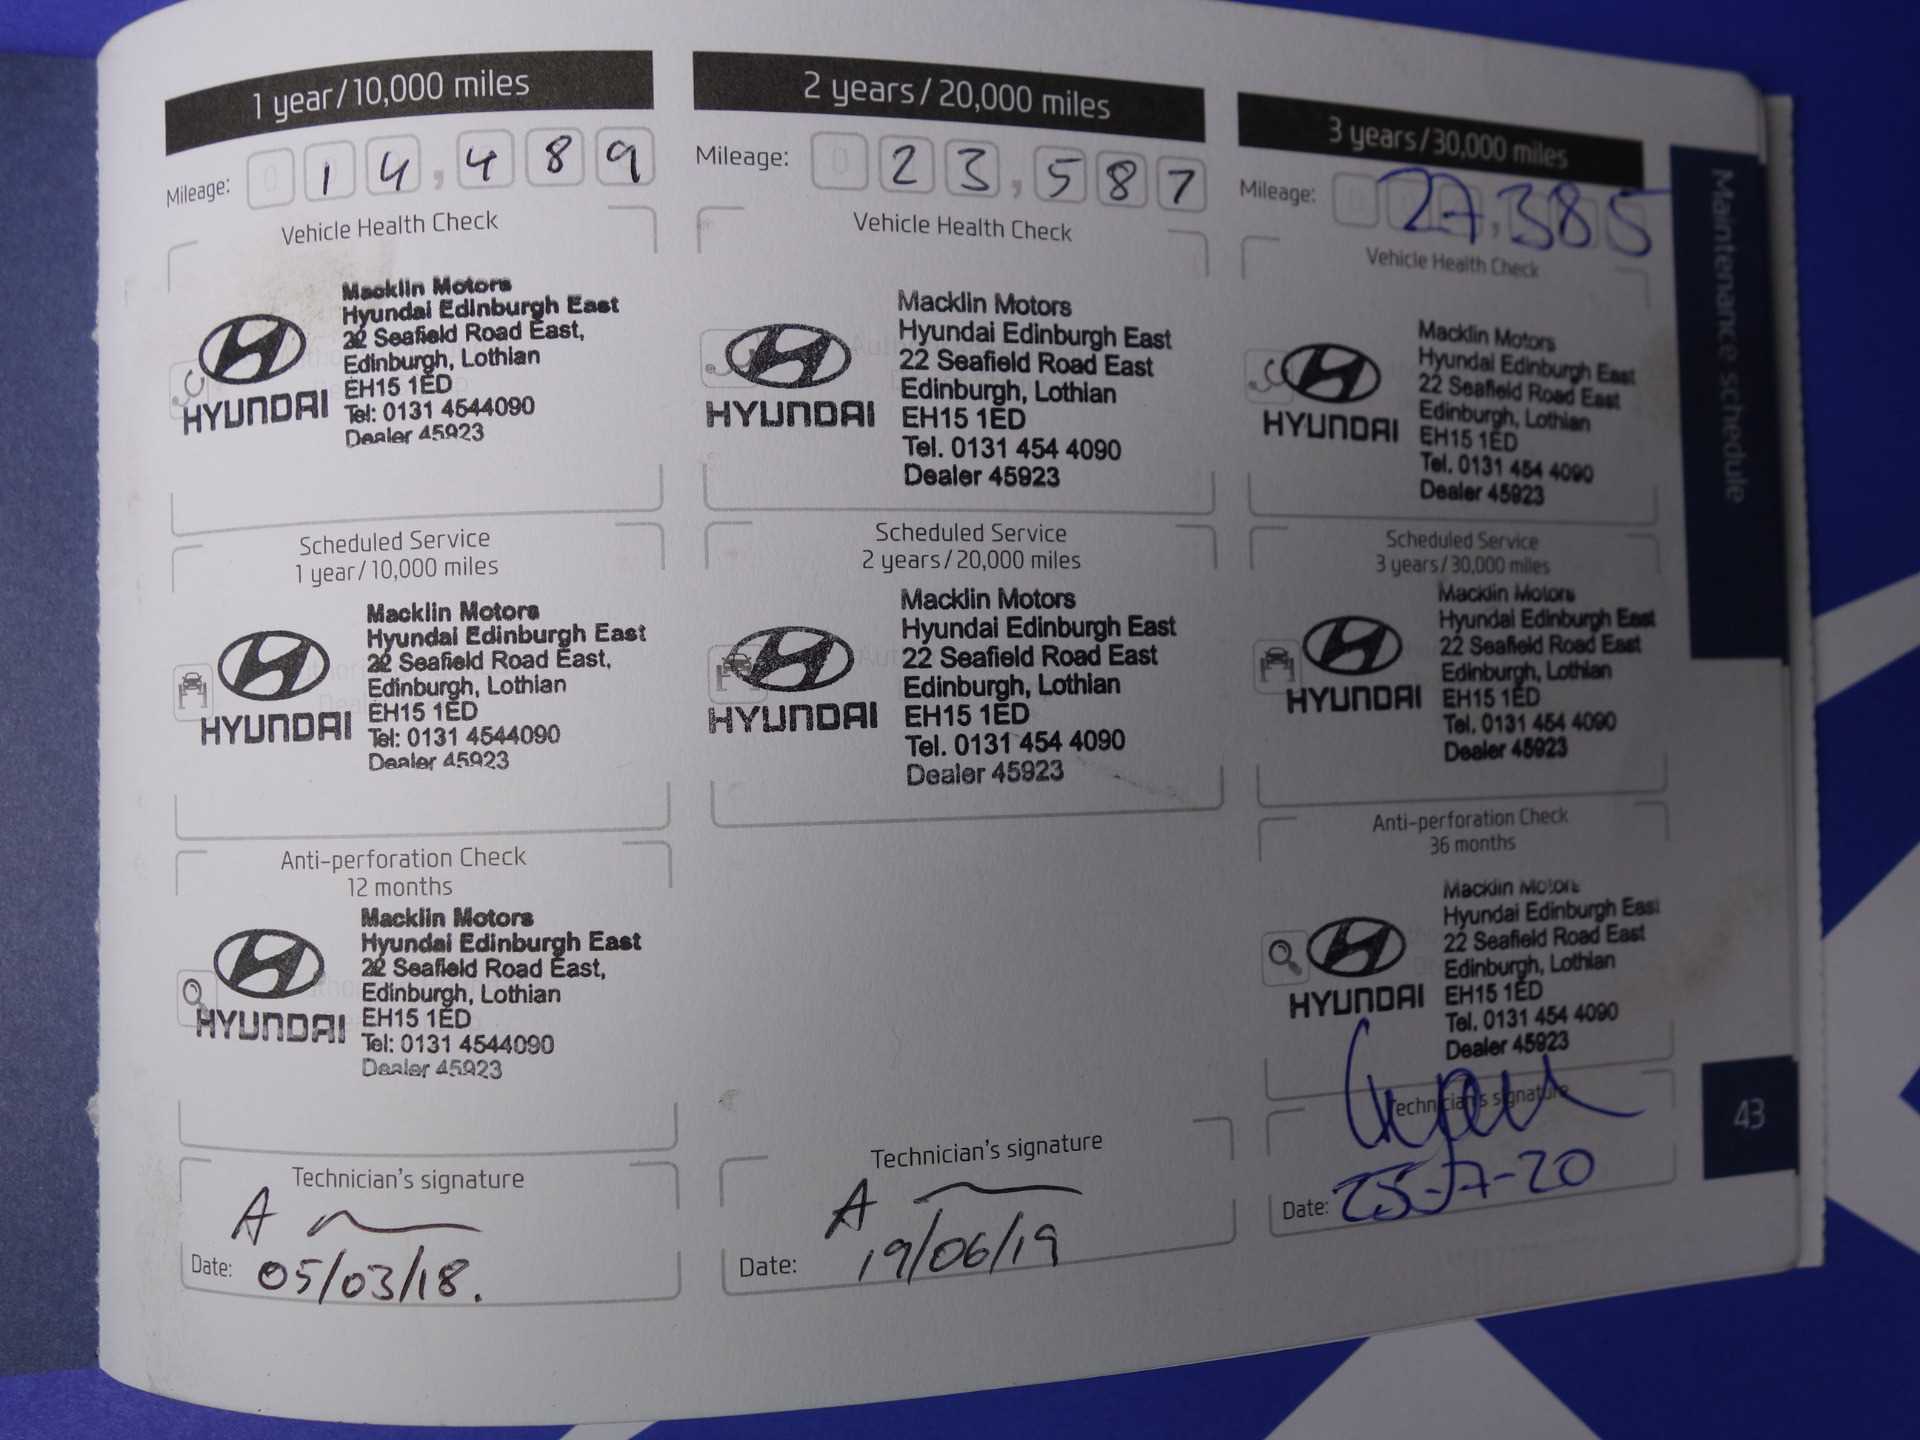 1 year/10,000 miles
Mileage: 14,489
Vehicle Health Check
Macklin Motors
Hyundai Edinburgh East
22 Seafield Road East,
Edinburgh, Lothian
EH15 1ED
Tel: 0131 4544090
Dealer 45923
HYUNDAI
Scheduled Service
1 year/10,000 miles
Macklin Motors
Hyundai Edinburgh East
22 Seafield Road East,
Edinburgh, Lothian
EH15 1ED
Tel: 0131 4544090
Dealer 45923
HYUNDAI
Anti-perforation Check
12 months
Macklin Motors
Hyundai Edinburgh East
22 Seafield Road East,
Edinburgh, Lothian
EH15 1ED
Tel: 0131 4544090
Dealer 45923
HYUNDAI
Technician's signature
A
Date: 05/03/18.
2 years/20,000 miles
Mileage: 23,587
Vehicle Health Check
Macklin Motors
Hyundai Edinburgh East
22 Seafield Road East
Edinburgh, Lothian
EH15 1ED
Tel. 0131 454 4090
Dealer 45923
HYUNDAI
Scheduled Service
2 years/20,000 miles
Macklin Motors
Hyundai Edinburgh East
22 Seafield Road East
Edinburgh, Lothian
EH15 1ED
Tel. 0131 454 4090
Dealer 45923
HYUNDAI
Technician's signature
A
Date: 19/06/19
3 years/30,000 miles
Mileage: 27,385
Vehicle Health Check
Macklin Motors
Hyundai Edinburgh East
22 Seafield Road East
Edinburgh, Lothian
EH15 1ED
Tel. 0131 454 4090
Dealer 45923
HYUNDAI
Scheduled Service
3 years/30,000 miles
Macklin Motors
Hyundai Edinburgh East
22 Seafield Road East
Edinburgh, Lothian
EH15 1ED
Tel. 0131 454 4090
Dealer 45923
HYUNDAI
Anti-perforation Check
36 months
Macklin Motors
Hyundai Edinburgh East
22 Seafield Road East
Edinburgh, Lothian
EH15 1ED
Tel. 0131 454 4090
Dealer 45923
HYUNDAI
Technician's signature
Date: 25-7-20
Maintenance schedule
43